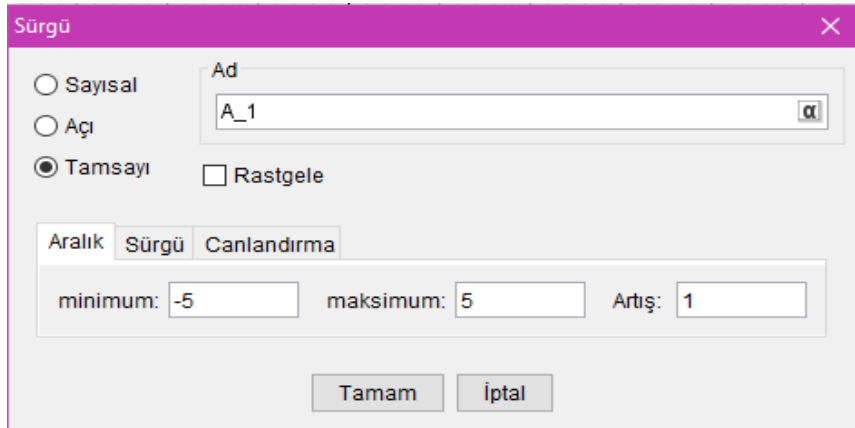 Sürgü
Sayısal
Açı
Tamsayı
Ad
A_1
α
Rastgele
Aralık Sürgü Canlandırma
minimum: -5 maksimum: 5 Artış: 1
Tamam İptal